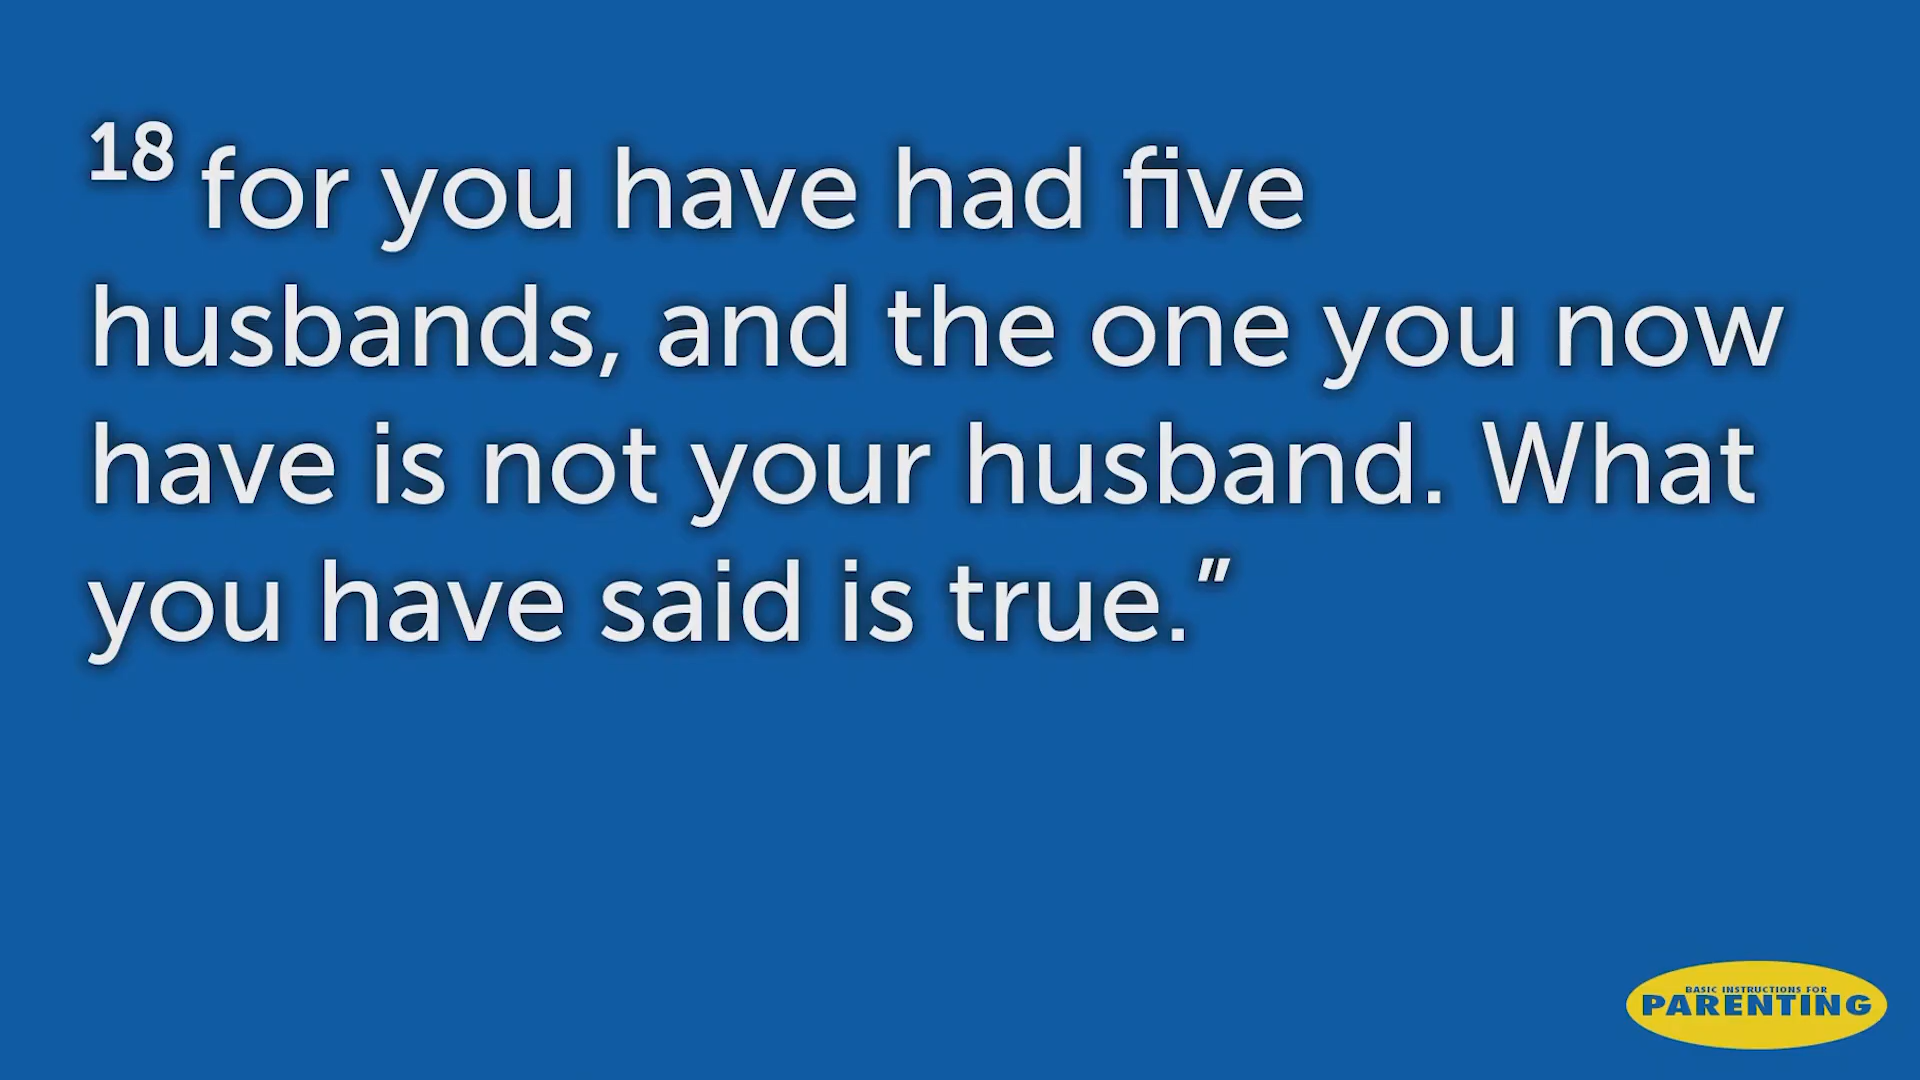 18 for you have had five
husbands, and the one you now
have is not your husband. What
you have said is true.”
BASIC INSTRUCTIONS FOR
PARENTING